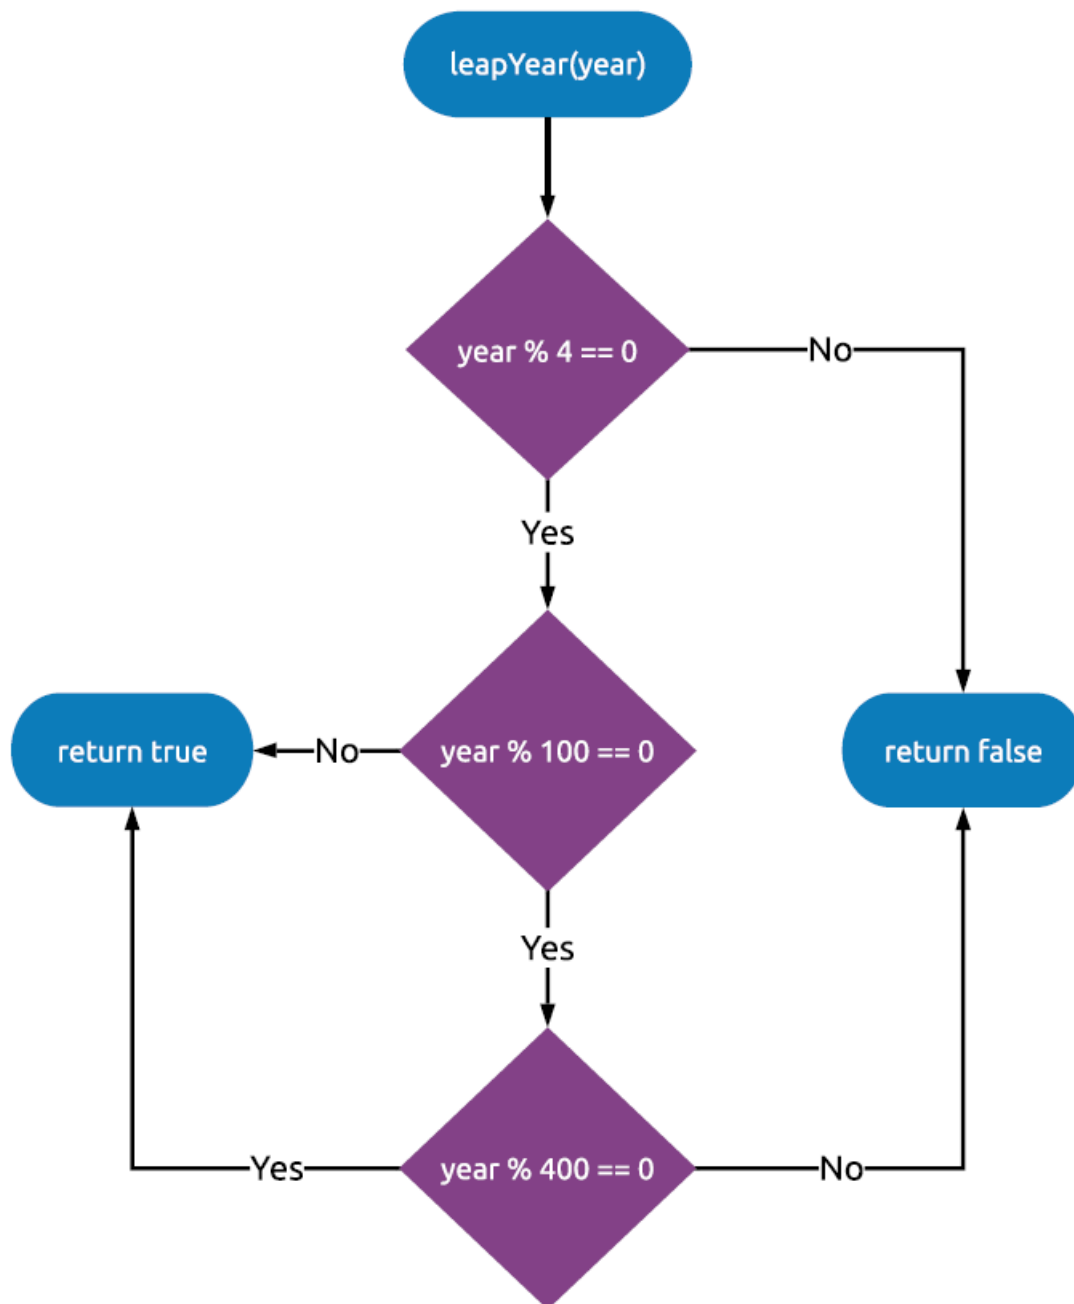 leapYear(year)
year % 4 == 0
No
Yes
return true
No
year % 100 == 0
return false
Yes
Yes
year % 400 == 0
No